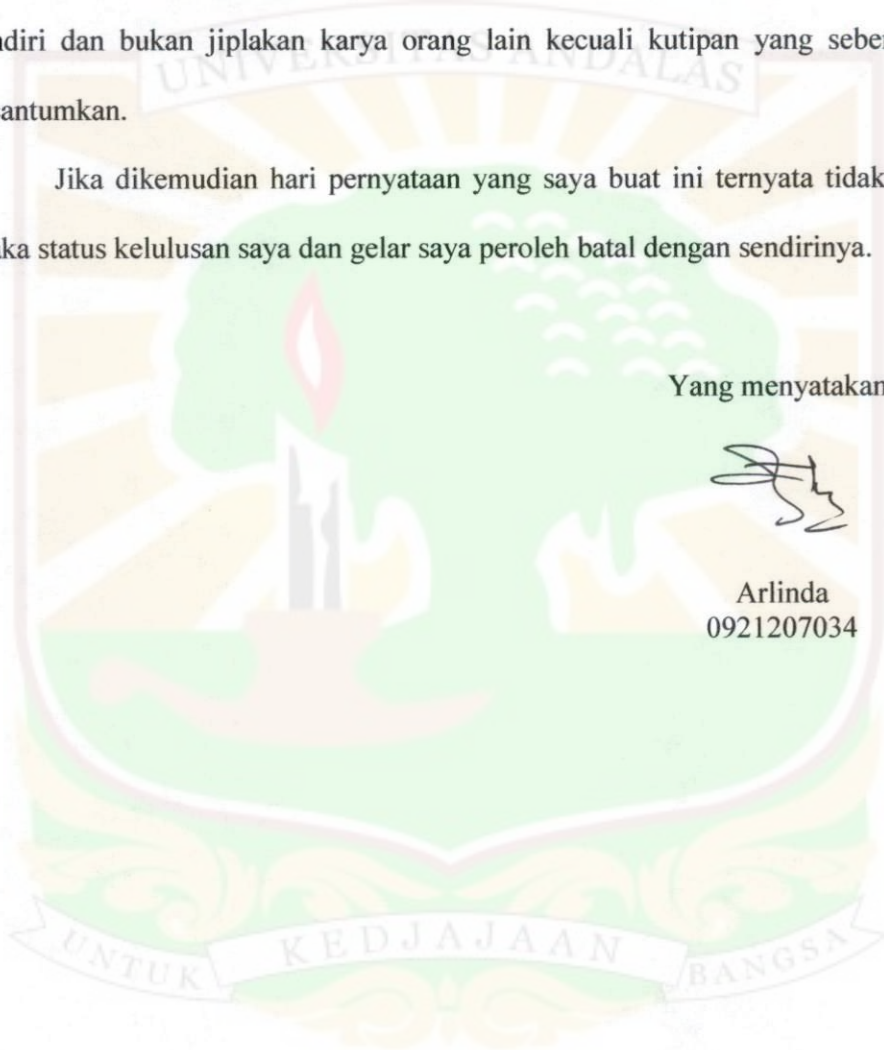 ndiri dan bukan jiplakan karya orang lain kecuali kutipan yang seber
UNIVERSITAS ANDALAS
antumkan.
Jika dikemudian hari pernyataan yang saya buat ini ternyata tidak
ka status kelulusan saya dan gelar saya peroleh batal dengan sendirinya.
Yang menyatakan
Arlinda
0921207034
UNTUK KEDJAJAAN BANGSA